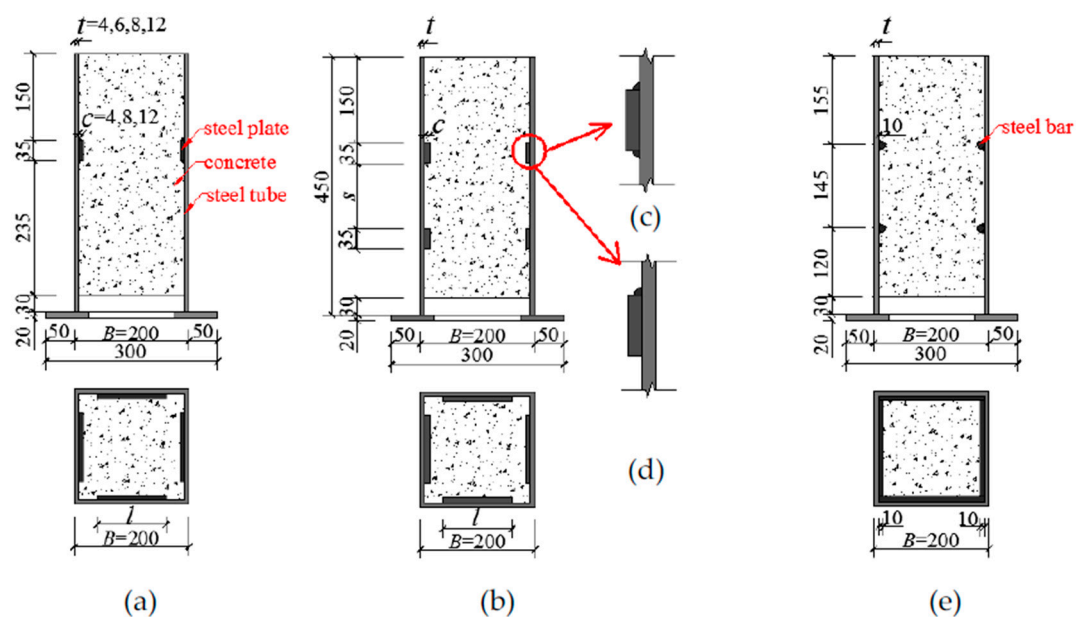 t=4,6,8,12
150
c=4,8,12
35
235
30
20
steel plate
concrete
steel tube
50
B=200
50
300
l
B=200
(a)
t
450
150
c
35
s
35
30
20
50
B=200
50
300
l
B=200
(b)
(c)
(d)
t
155
10
steel bar
145
120
30
20
50
B=200
50
300
10
10
B=200
(e)